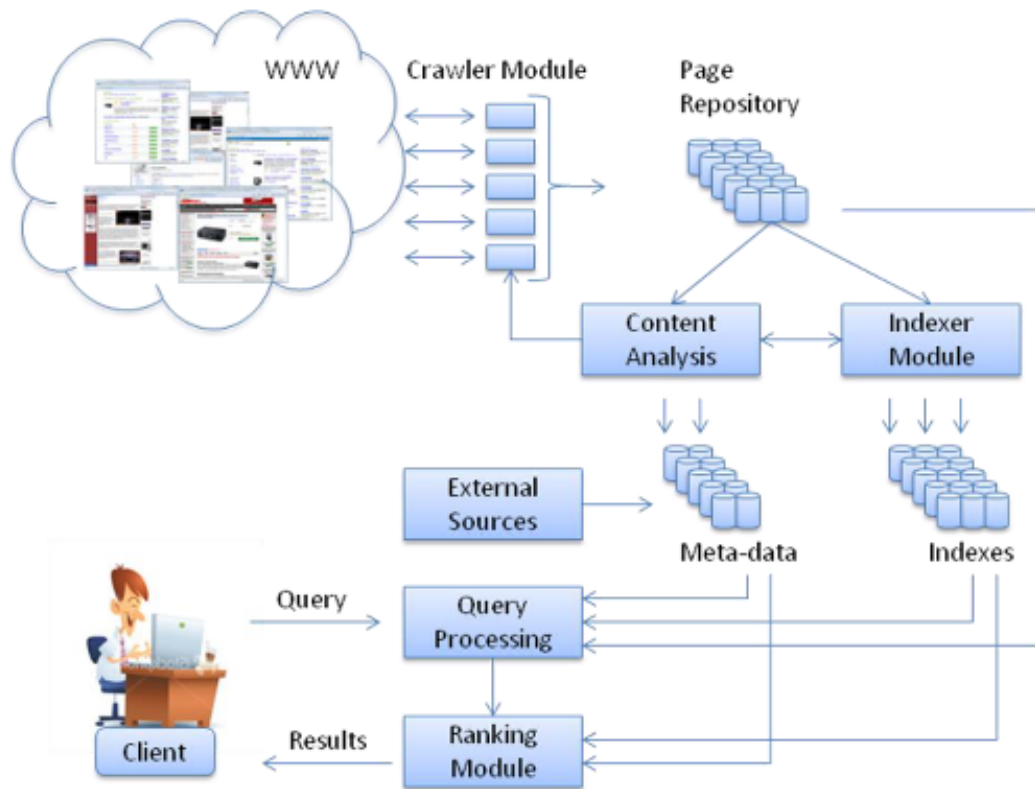 WWW
Crawler Module
Page
Repository
Content
Analysis
Indexer
Module
External
Sources
Meta-data
Indexes
Query
Query
Processing
Results
Ranking
Module
Client